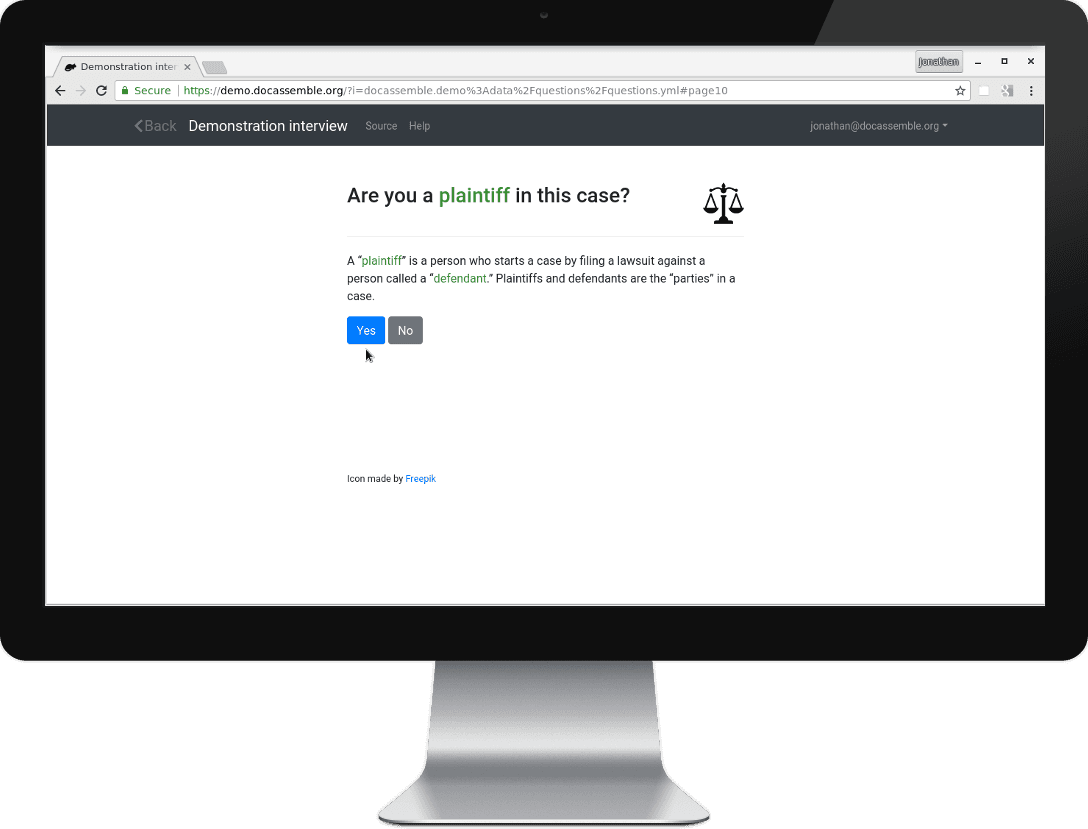 Demonstration inter
jonathan
Secure
https://demo.docassemble.org/?i=docassemble.demo%3Adata%2Fquestions%2Fquestions.yml#page10
Back Demonstration interview Source Help jonathan@docassemble.org
Are you a plaintiff in this case?
A “plaintiff” is a person who starts a case by filing a lawsuit against a
person called a “defendant.” Plaintiffs and defendants are the “parties” in a
case.
Yes No
Icon made by Freepik